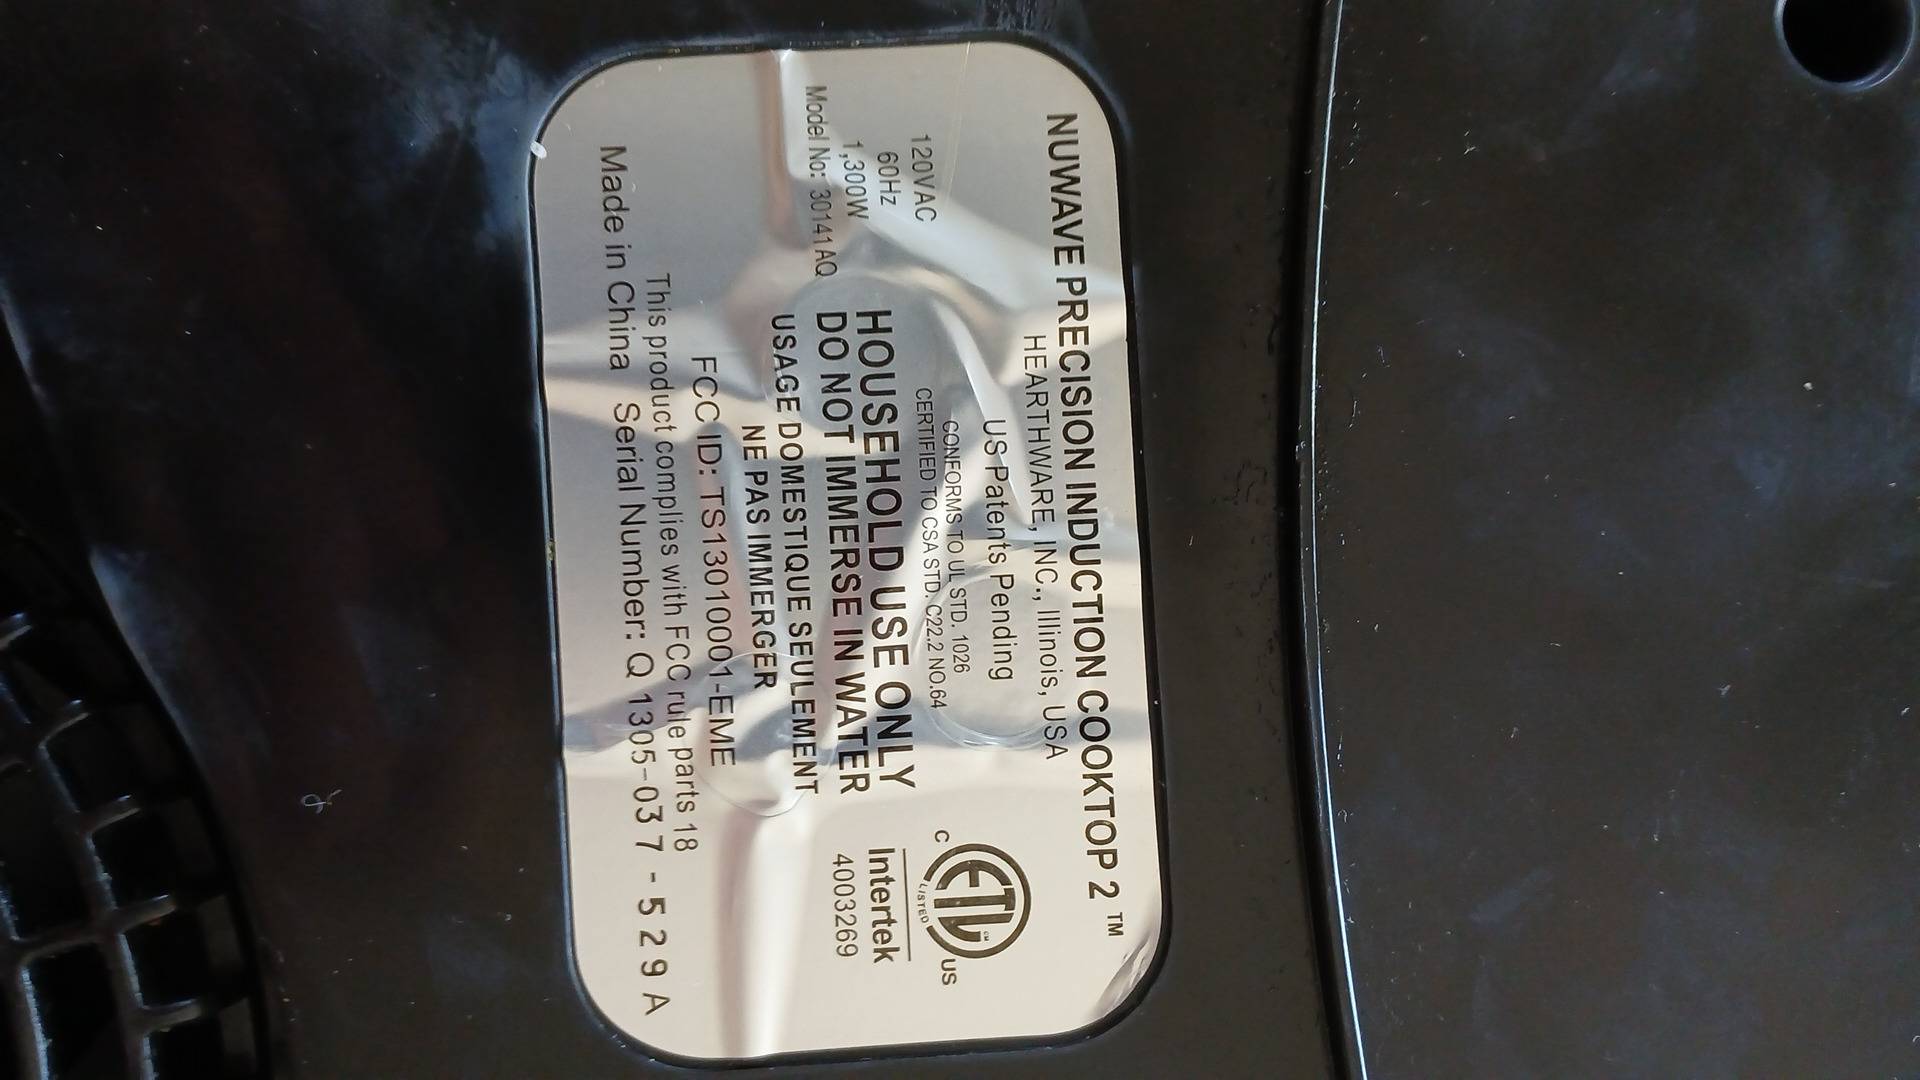 NUWAVE PRECISION INDUCTION COOKTOP 2 ™
HEARTHWARE, INC., Illinois, USA
US Patents Pending
120VAC
60Hz
1,300W
Model No: 30141AQ
CONFORMS TO UL STD. 1026
CERTIFIED TO CSA STD. C22.2 NO.64
HOUSEHOLD USE ONLY
DO NOT IMMERSE IN WATER
USAGE DOMESTIQUE SEULEMENT
NE PAS IMMERGER
C ETL CM US
LISTED
Intertek
4003269
FCC ID: TS13010001-EME
This product complies with FCC rule parts 18
Made in China Serial Number: Q 1305-037-529A